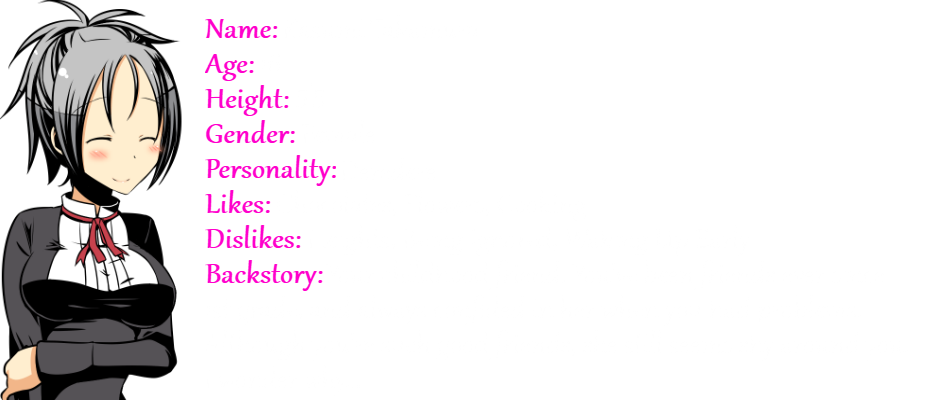 Name:
Age:
Height:
Gender:
Personality:
Likes:
Dislikes:
Backstory: